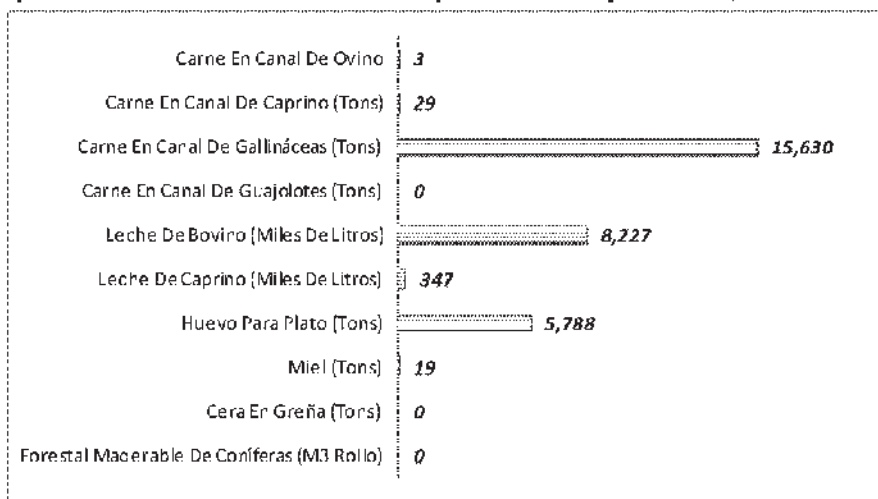 Carne En Canal De Ovino 3
Carne En Canal De Caprino (Tons) 29
Carne En Canal De Gallináceas (Tons) 15,630
Carne En Canal De Guajolotes (Tons) 0
Leche De Bovino (Miles De Litros) 8,227
Leche De Caprino (Miles De Litros) 347
Huevo Para Plato (Tons) 5,788
Miel (Tons) 19
Cera En Greña (Tons) 0
Forestal Maderable De Coníferas (M3 Rollo) 0